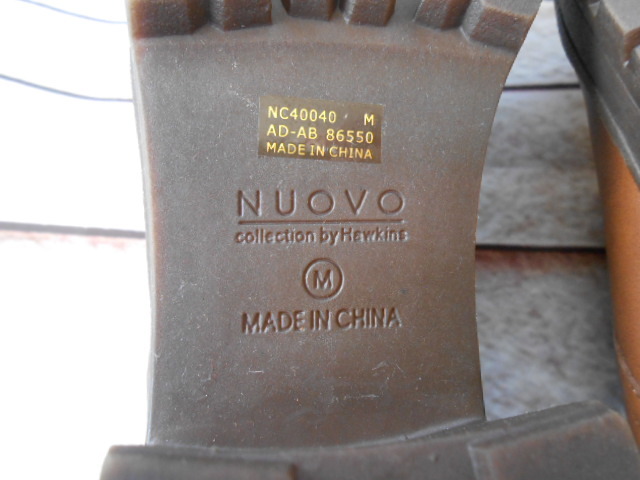 NC40040 M
AD-AB 86550
MADE IN CHINA
NUOVO
collection by Hawkins
M
MADE IN CHINA